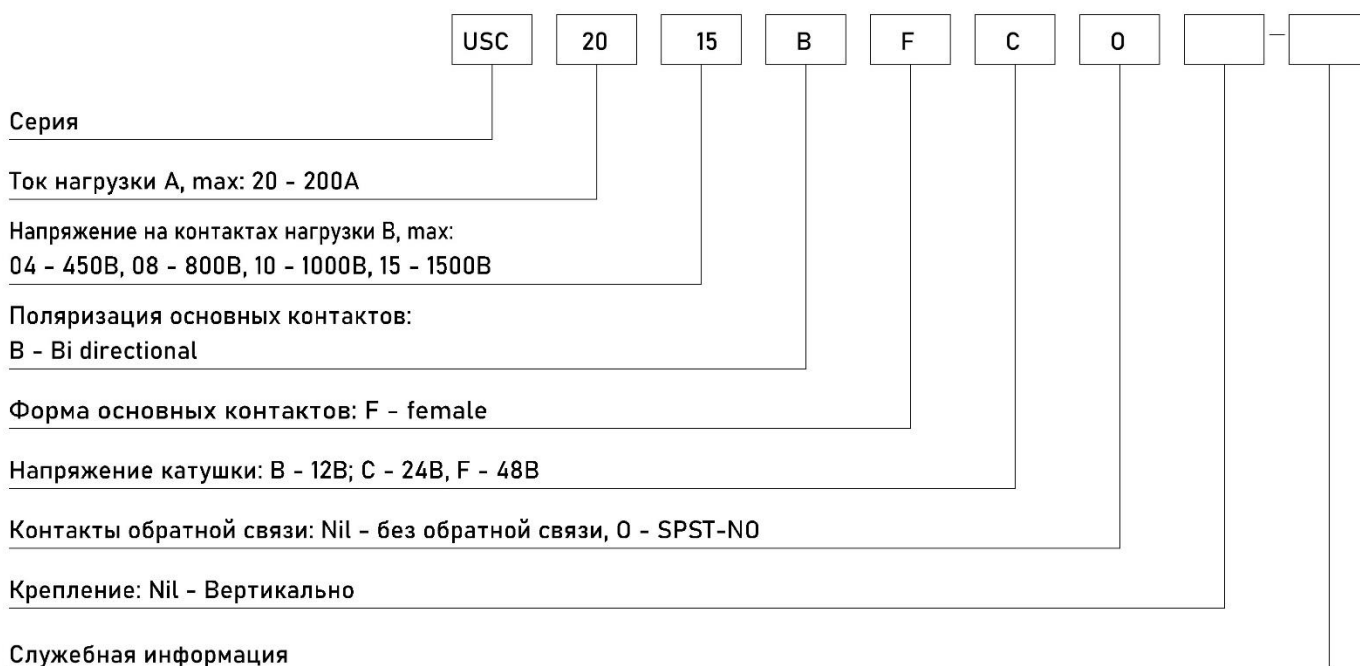 USC 20 15 B F C O –
Серия
Ток нагрузки А, max: 20 - 200А
Напряжение на контактах нагрузки В, max:
04 - 450В, 08 - 800В, 10 - 1000В, 15 - 1500В
Поляризация основных контактов:
B - Bi directional
Форма основных контактов: F - female
Напряжение катушки: B - 12В; C - 24В, F - 48В
Контакты обратной связи: Nil - без обратной связи, O - SPST-NO
Крепление: Nil - Вертикально
Служебная информация